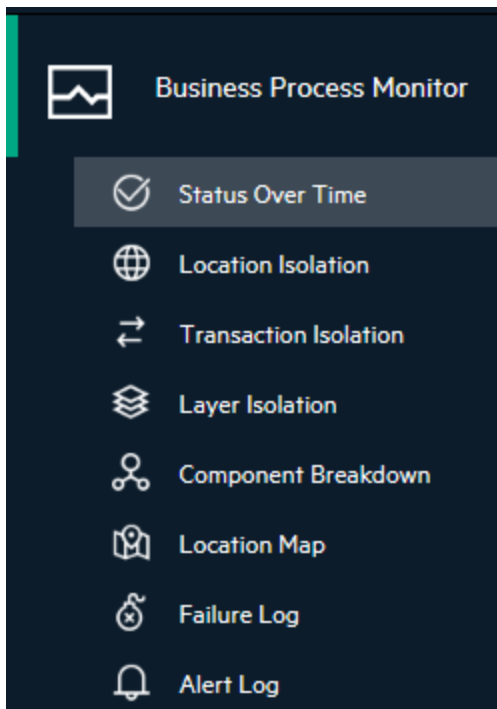 Business Process Monitor
Status Over Time
Location Isolation
Transaction Isolation
Layer Isolation
Component Breakdown
Location Map
Failure Log
Alert Log